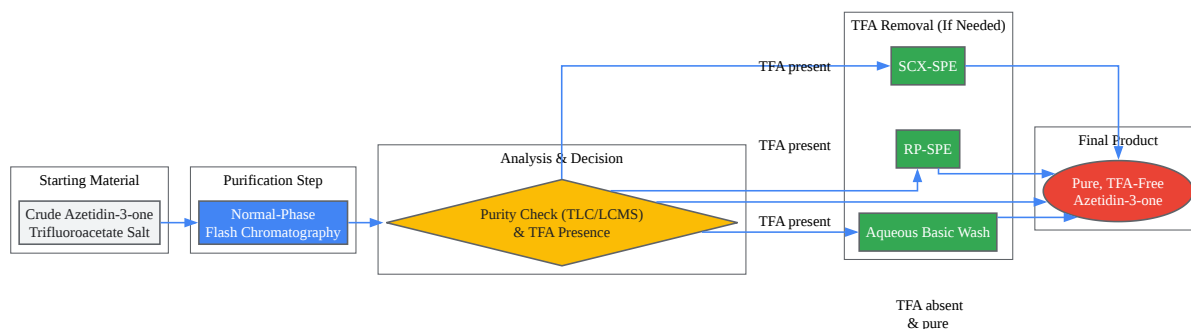 Starting Material
Crude Azetidin-3-one
Trifluoroacetate Salt
Purification Step
Normal-Phase
Flash Chromatography
Analysis & Decision
Purity Check (TLC/LCMS)
& TFA Presence
TFA present
TFA present
TFA present
TFA Removal (If Needed)
SCX-SPE
RP-SPE
Aqueous Basic Wash
TFA absent
& pure
Final Product
Pure, TFA-Free
Azetidin-3-one